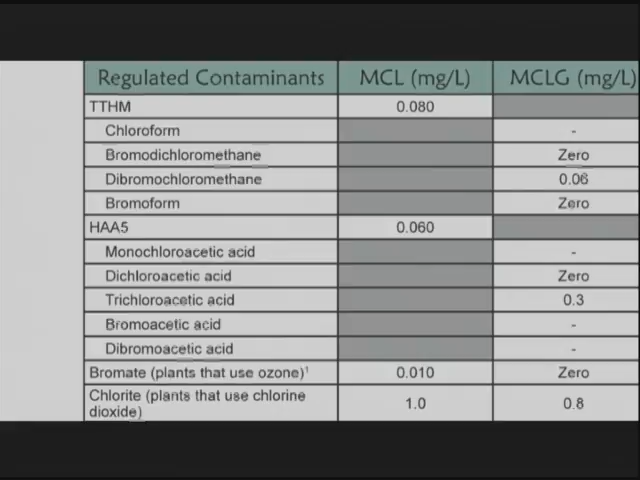 Regulated Contaminants MCL (mg/L) MCLG (mg/L)
TTHM 0.080
Chloroform -
Bromodichloromethane Zero
Dibromochloromethane 0.06
Bromoform Zero
HAA5 0.060
Monochloroacetic acid -
Dichloroacetic acid Zero
Trichloroacetic acid 0.3
Bromoacetic acid -
Dibromoacetic acid -
Bromate (plants that use ozone)¹ 0.010 Zero
Chlorite (plants that use chlorine
dioxide) 1.0 0.8